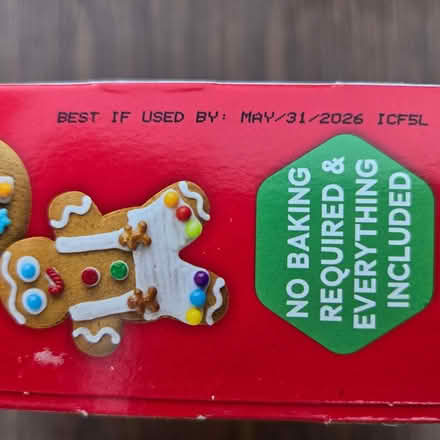 BEST IF USED BY: MAY/31/2026 ICF5L
NO BAKING
REQUIRED &
EVERYTHING
INCLUDED